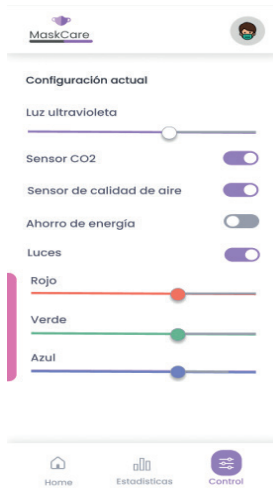 MaskCare
Configuración actual
Luz ultravioleta
Sensor CO2
Sensor de calidad de aire
Ahorro de energía
Luces
Rojo
Verde
Azul
Home
Estadísticas
Control